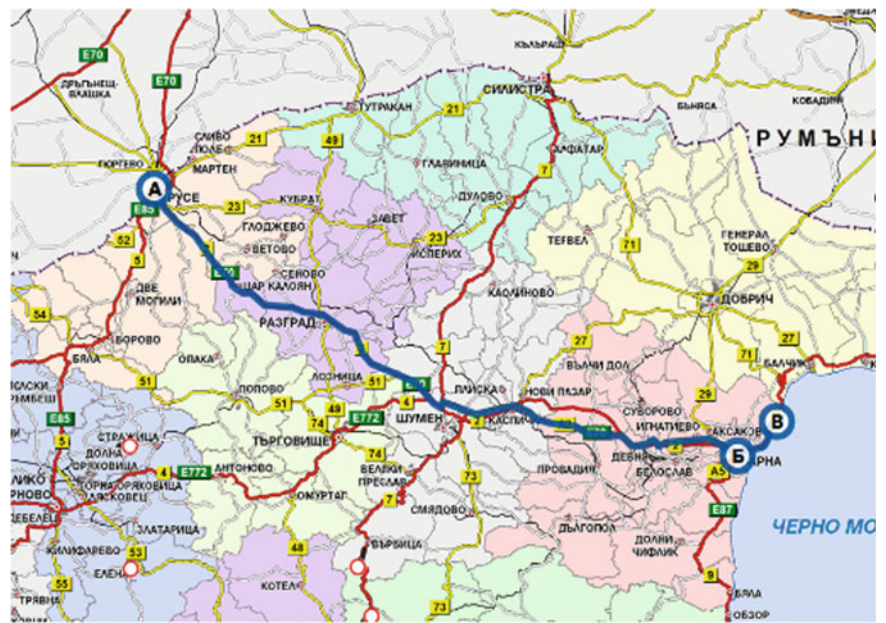 E70
E70
КЪЛЪРАШ
ДРЪГЪНЕЩ-
ВЛАШКА
СИЛИСТРА
КОБАДИН
БЪНЯСА
ТУТРАКАН
21
СЛИВО
ПОЛЕ
21
49
АЛФАТАР
РУМЪНИ
ГЮРГЕВО
МАРТЕН
ГЛАВИНИЦА
7
А
РУСЕ
КУБРАТ
ДУЛОВО
E85
23
ЗАВЕТ
ГЛОДЖЕВО
ГЕНЕРАЛ
ТОШЕВО
52
ВЕТОВО
23
ИСПЕРИХ
ТЕРВЕЛ
71
5
СЕНОВО
29
ЦАР КАЛОЯН
ДВЕ
МОГИЛИ
КАОЛИНОВО
ДОБРИЧ
54
РАЗГРАД
БОРОВО
7
27
27
БЯЛА
ОПАКА
71
БАЛЧИК
ВЪЛЧИ ДОЛ
51
ЛОЗНИЦА
51
ПОПОВО
ПЛИСКА
НОВИ ПАЗАР
29
51
49
4
СУВОРОВО
E85
74
E772
ШУМЕН
2
КАСПИЧ
ИГНАТИЕВО
АКСАКОВ
В
5
СТРАЖИЦА
ТЪРГОВИЩЕ
2
ДЕВНЯ
Б
АРНА
ДОЛНА
ОРЯХОВИЦА
74
ПРОВАДИЯ
БЕЛОСЛАВ
4
E772
АНТОНОВО
ВЕЛИКИ
ПРЕСЛАВ
73
А5
ГОРНА ОРЯХОВИЦА
ЛЯСКОВЕЦ
ОМУРТАГ
7
ДЕБЕЛЕЦ
СМЯДОВО
E87
ЗЛАТАРИЦА
ДЪЛГОПОЛ
ЧЕРНО МО
КИЛИФАРЕВО
53
48
ВЪРБИЦА
ДОЛНИ
ЧИФЛИК
ЕЛЕНА
55
КОТЕЛ
9
ТРЯВНА
73
БЯЛА
ОБЗОР